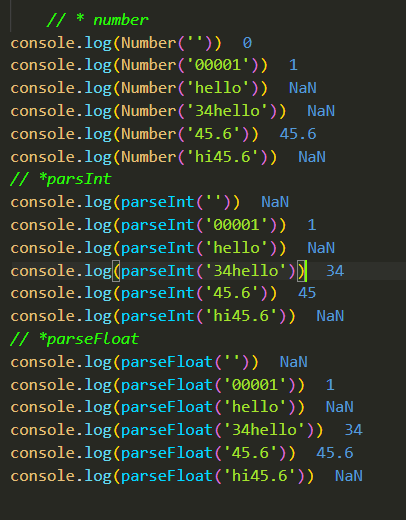 // * number
console.log(Number(''))  0
console.log(Number('00001'))  1
console.log(Number('hello'))  NaN
console.log(Number('34hello'))  NaN
console.log(Number('45.6'))  45.6
console.log(Number('hi45.6'))  NaN
// *parsInt
console.log(parseInt(''))  NaN
console.log(parseInt('00001'))  1
console.log(parseInt('hello'))  NaN
console.log(parseInt('34hello'))  34
console.log(parseInt('45.6'))  45
console.log(parseInt('hi45.6'))  NaN
// *parseFloat
console.log(parseFloat(''))  NaN
console.log(parseFloat('00001'))  1
console.log(parseFloat('hello'))  NaN
console.log(parseFloat('34hello'))  34
console.log(parseFloat('45.6'))  45.6
console.log(parseFloat('hi45.6'))  NaN